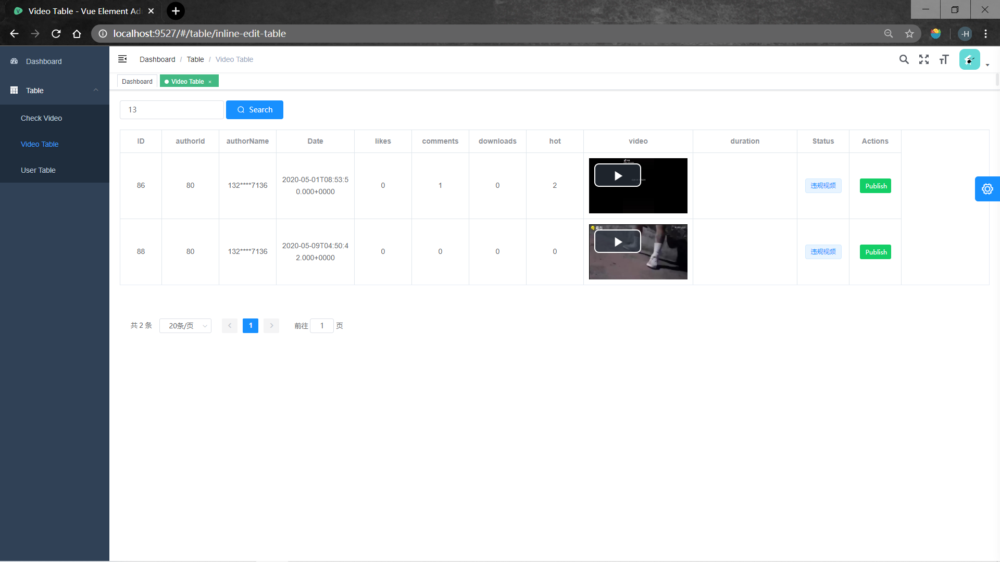 Video Table - Vue Element Ad
localhost:9527/#/table/inline-edit-table
-H
Dashboard
Table
Check Video
Video Table
User Table
Dashboard / Table / Video Table
Dashboard
Video Table ×
13
Search
ID authorId authorName Date likes comments downloads hot video duration Status Actions
86 80 132****7136 2020-05-01T08:53:5
0.000+0000 0 1 0 2 违规视频 Publish
88 80 132****7136 2020-05-09T04:50:4
2.000+0000 0 0 0 违规视频 Publish
共 2 条 20条/页 1 前往 1 页